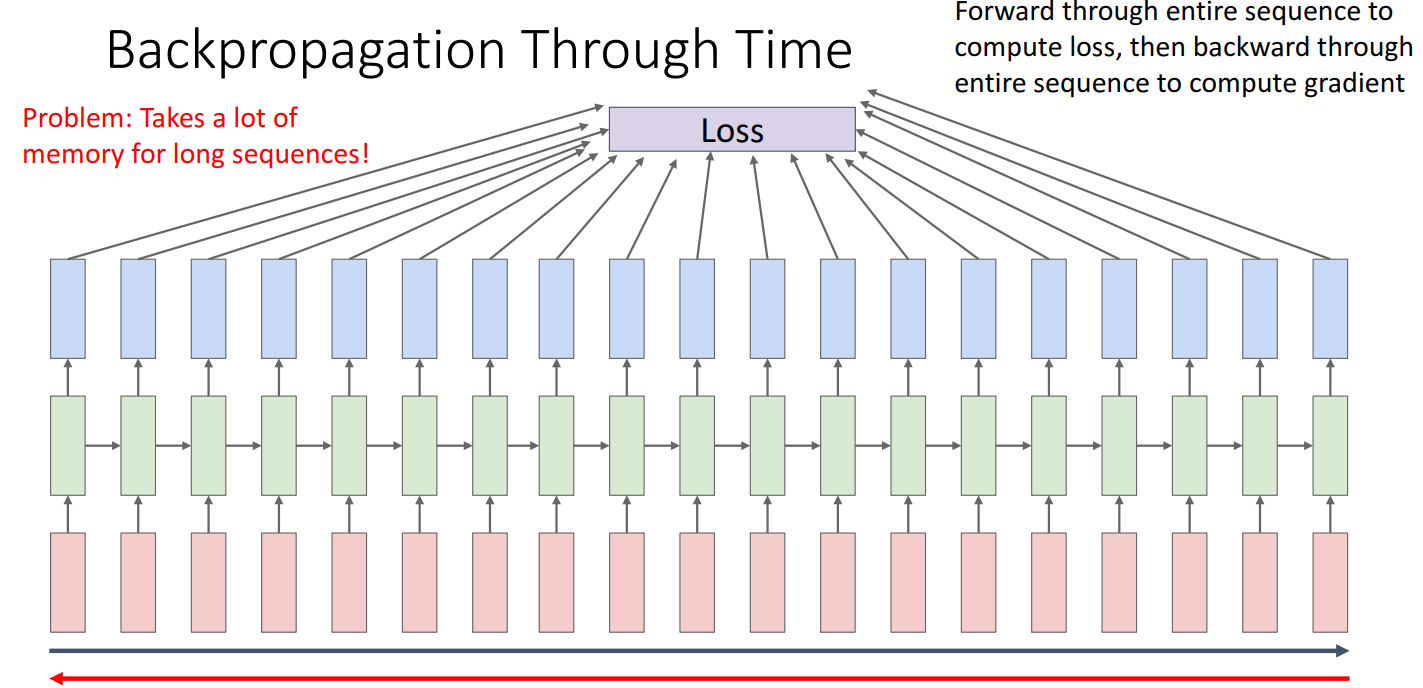 Backpropagation Through Time
Forward through entire sequence to
compute loss, then backward through
entire sequence to compute gradient
Problem: Takes a lot of
memory for long sequences!
Loss